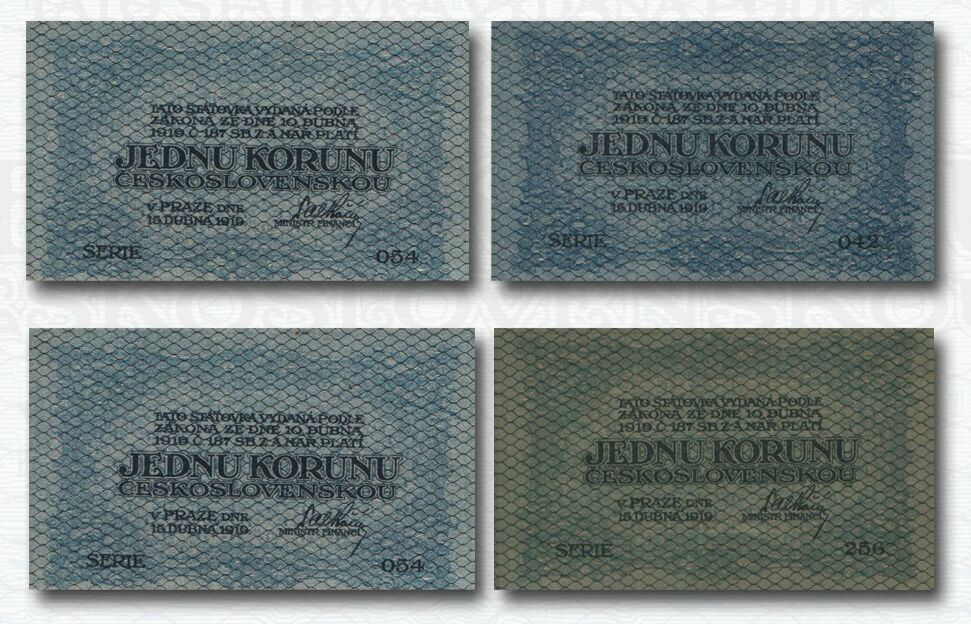 TATO STÁTOVKA VYDANÁ PODLE
ZÁKONA ZE DNE 10. DUBNA
1919 Č 187 SB Z A NAŘ PLATÍ
JEDNU KORUNU
ČESKOSLOVENSKOU
V PRAZE DNE
15 DUBNA 1919
MINISTR FINANCÍ
SERIE 054
TATO STÁTOVKA VYDANÁ PODLE
ZÁKONA ZE DNE 10. DUBNA
1919 Č 187 SB Z A NAŘ PLATÍ
JEDNU KORUNU
ČESKOSLOVENSKOU
V PRAZE DNE
15 DUBNA 1919
MINISTR FINANCÍ
SERIE 042
TATO STÁTOVKA VYDANÁ PODLE
ZÁKONA ZE DNE 10. DUBNA
1919 Č 187 SB Z A NAŘ PLATÍ
JEDNU KORUNU
ČESKOSLOVENSKOU
V PRAZE DNE
15 DUBNA 1919
MINISTR FINANCÍ
SERIE 054
TATO STÁTOVKA VYDANÁ PODLE
ZÁKONA ZE DNE 10. DUBNA
1919 Č 187 SB Z A NAŘ PLATÍ
JEDNU KORUNU
ČESKOSLOVENSKOU
V PRAZE DNE
15 DUBNA 1919
MINISTR FINANCÍ
SERIE 256